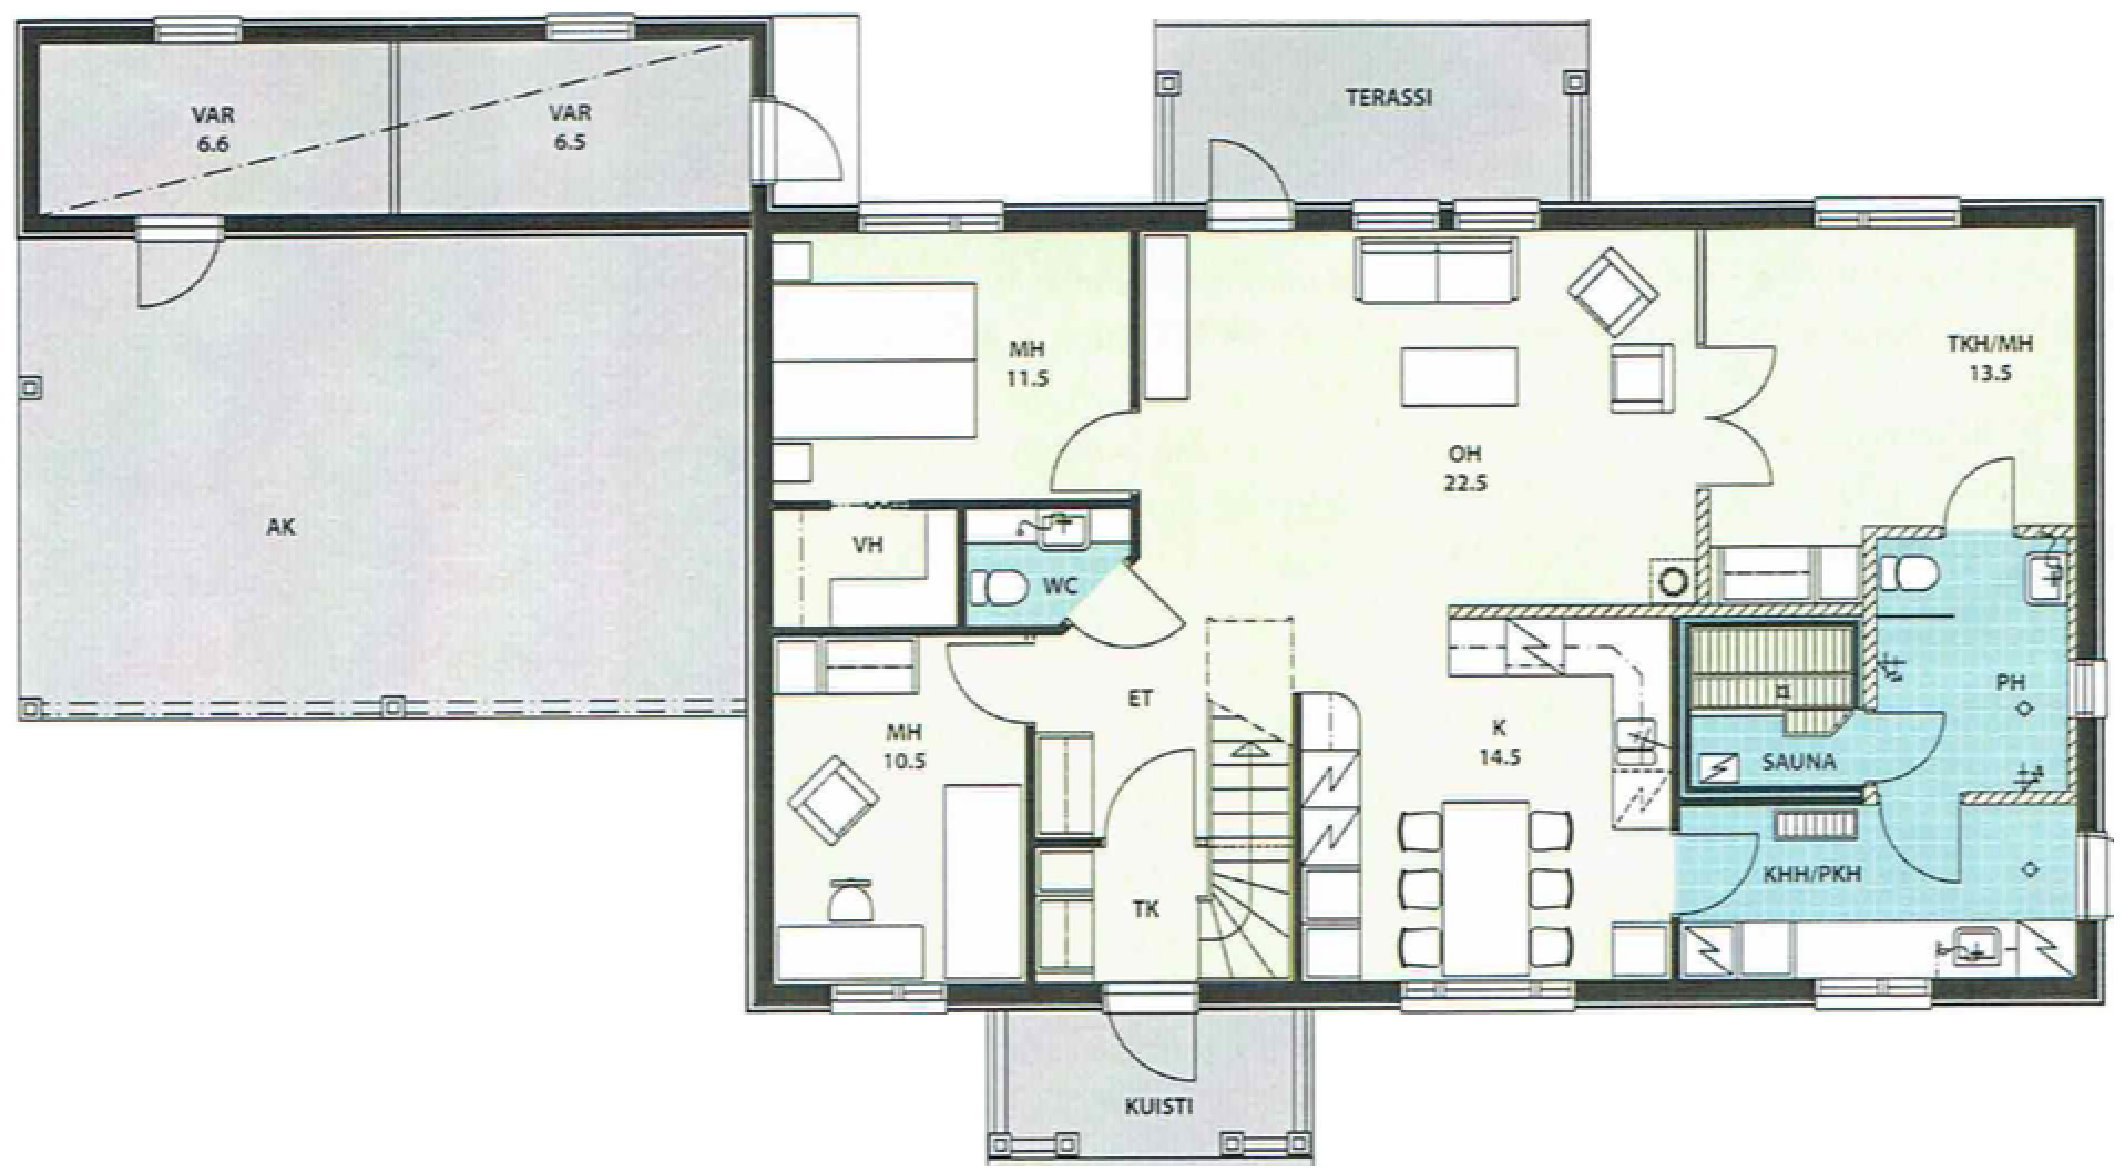 VAR
6.6
VAR
6.5
TERASSI
MH
11.5
TKH/MH
13.5
OH
22.5
AK
VH
WC
ET
MH
10.5
K
14.5
PH
SAUNA
KHH/PKH
TK
KUISTI